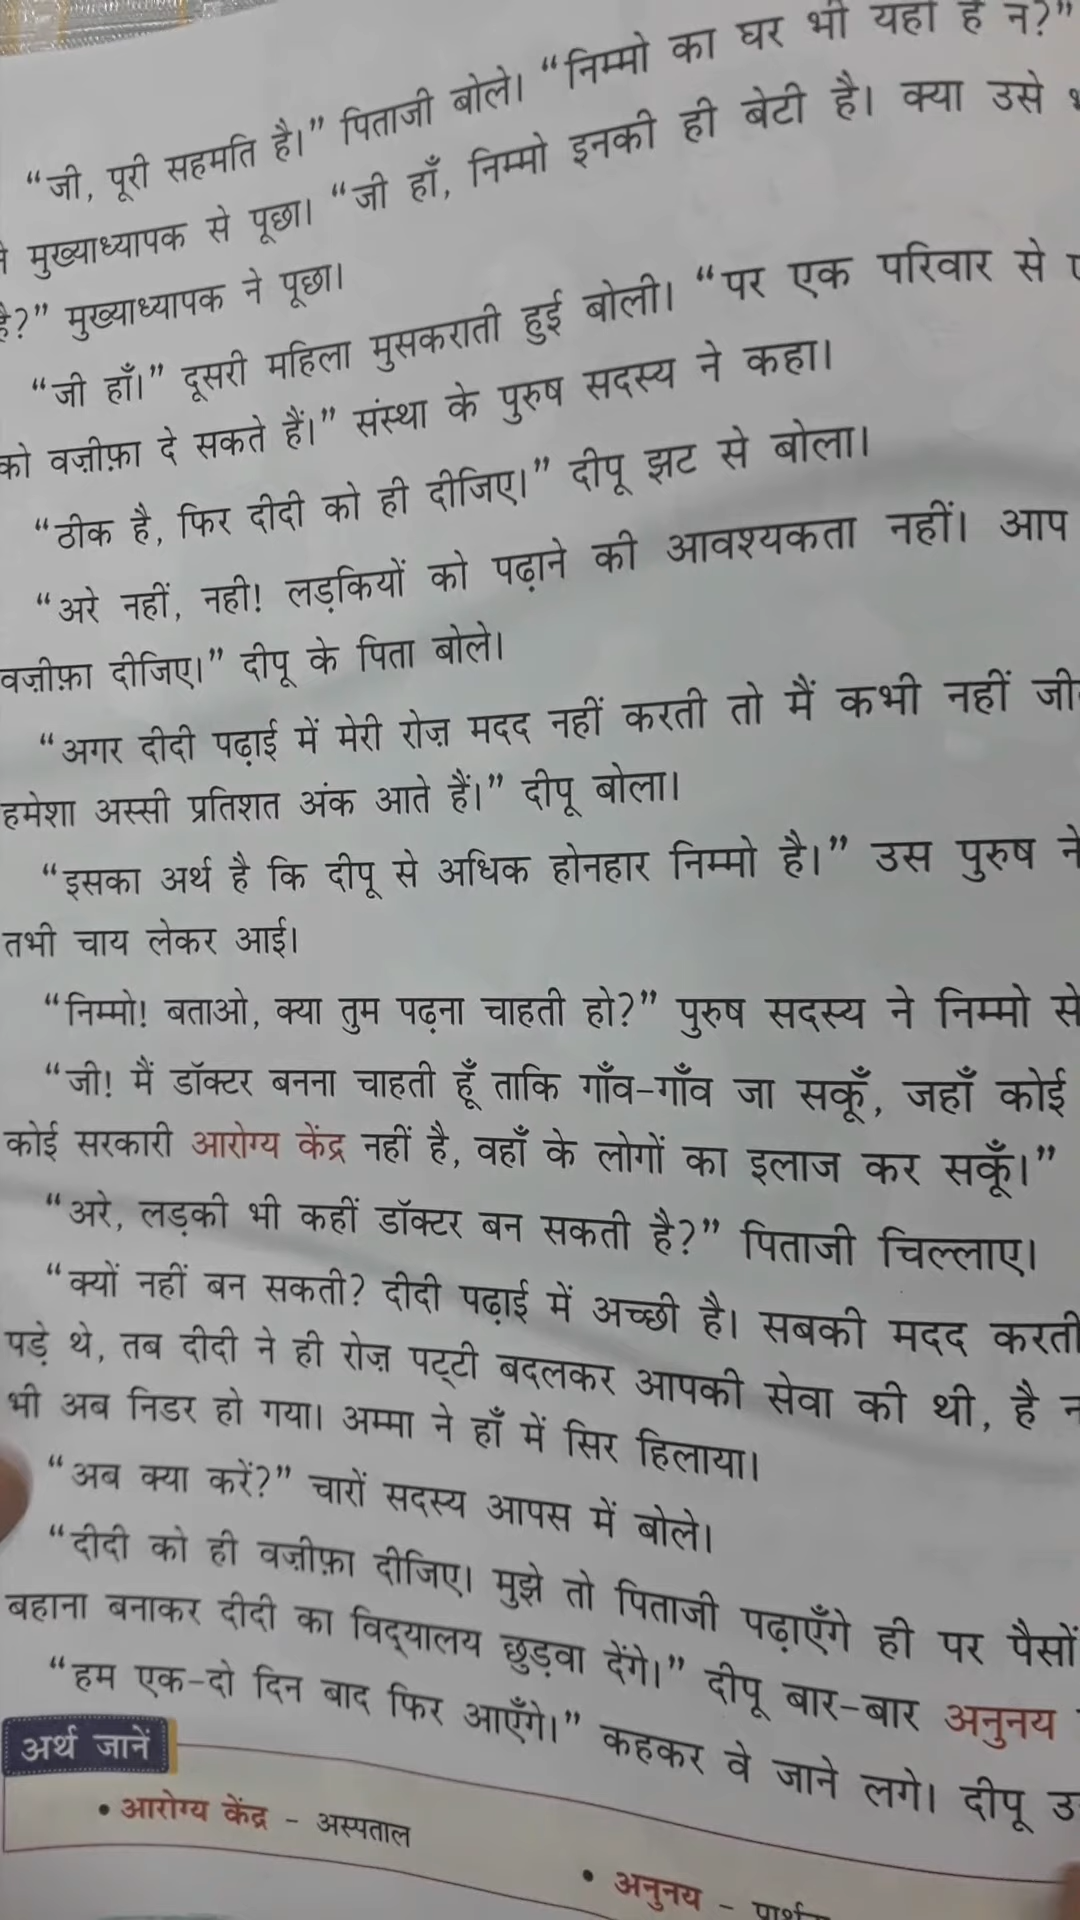 “जी, पूरी सहमति है।” पिताजी बोले। “निम्मो का घर भी यहीं है न?”
मुख्याध्यापक से पूछा। “जी हाँ, निम्मो इनकी ही बेटी है। क्या उसे
है?” मुख्याध्यापक ने पूछा।
“जी हाँ।” दूसरी महिला मुसकराती हुई बोली। “पर एक परिवार से
को वज़ीफ़ा दे सकते हैं।” संस्था के पुरुष सदस्य ने कहा।
“ठीक है, फिर दीदी को ही दीजिए।” दीपू झट से बोला।
“अरे नहीं, नही! लड़कियों को पढ़ाने की आवश्यकता नहीं। आप
वज़ीफ़ा दीजिए।” दीपू के पिता बोले।
“अगर दीदी पढ़ाई में मेरी रोज़ मदद नहीं करती तो मैं कभी नहीं
हमेशा अस्सी प्रतिशत अंक आते हैं।” दीपू बोला।
“इसका अर्थ है कि दीपू से अधिक होनहार निम्मो है।” उस पुरुष ने
तभी चाय लेकर आई।
“निम्मो! बताओ, क्या तुम पढ़ना चाहती हो?” पुरुष सदस्य ने निम्मो से
“जी! मैं डॉक्टर बनना चाहती हूँ ताकि गाँव-गाँव जा सकूँ, जहाँ कोई
कोई सरकारी आरोग्य केंद्र नहीं है, वहाँ के लोगों का इलाज कर सकूँ।”
“अरे, लड़की भी कहीं डॉक्टर बन सकती है?” पिताजी चिल्लाए।
“क्यों नहीं बन सकती? दीदी पढ़ाई में अच्छी है। सबकी मदद करती
पड़े थे, तब दीदी ने ही रोज़ पट्टी बदलकर आपकी सेवा की थी, है
भी अब निडर हो गया। अम्मा ने हाँ में सिर हिलाया।
“अब क्या करें?” चारों सदस्य आपस में बोले।
“दीदी को ही वज़ीफ़ा दीजिए। मुझे तो पिताजी पढ़ाएँगे ही पर पैसों
बहाना बनाकर दीदी का विद्यालय छुड़वा देंगे।” दीपू बार-बार अनुनय
“हम एक-दो दिन बाद फिर आएँगे।” कहकर वे जाने लगे। दीपू
अर्थ जानें
• आरोग्य केंद्र - अस्पताल
• अनुनय -